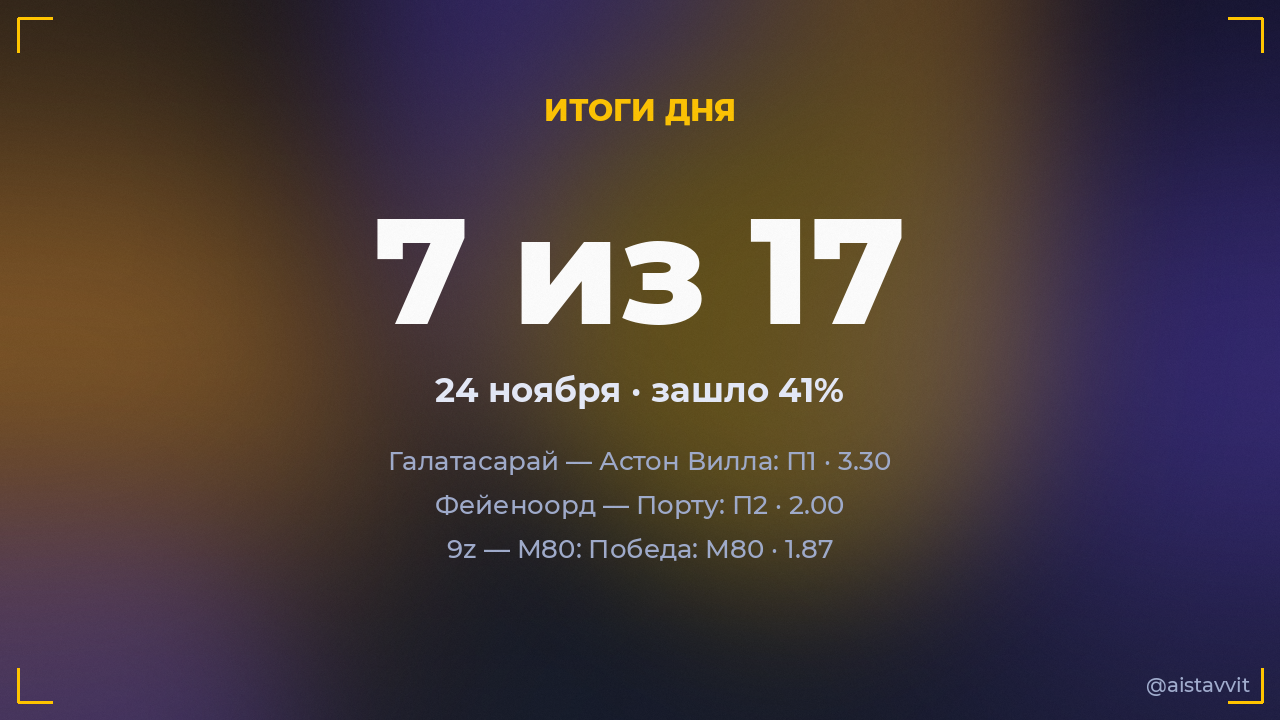 ИТОГИ ДНЯ
7 из 17
24 ноября · зашло 41%
Галатасарай — Астон Вилла: П1 · 3.30
Фейеноорд — Порту: П2 · 2.00
9z — M80: Победа: M80 · 1.87
@aistavvit